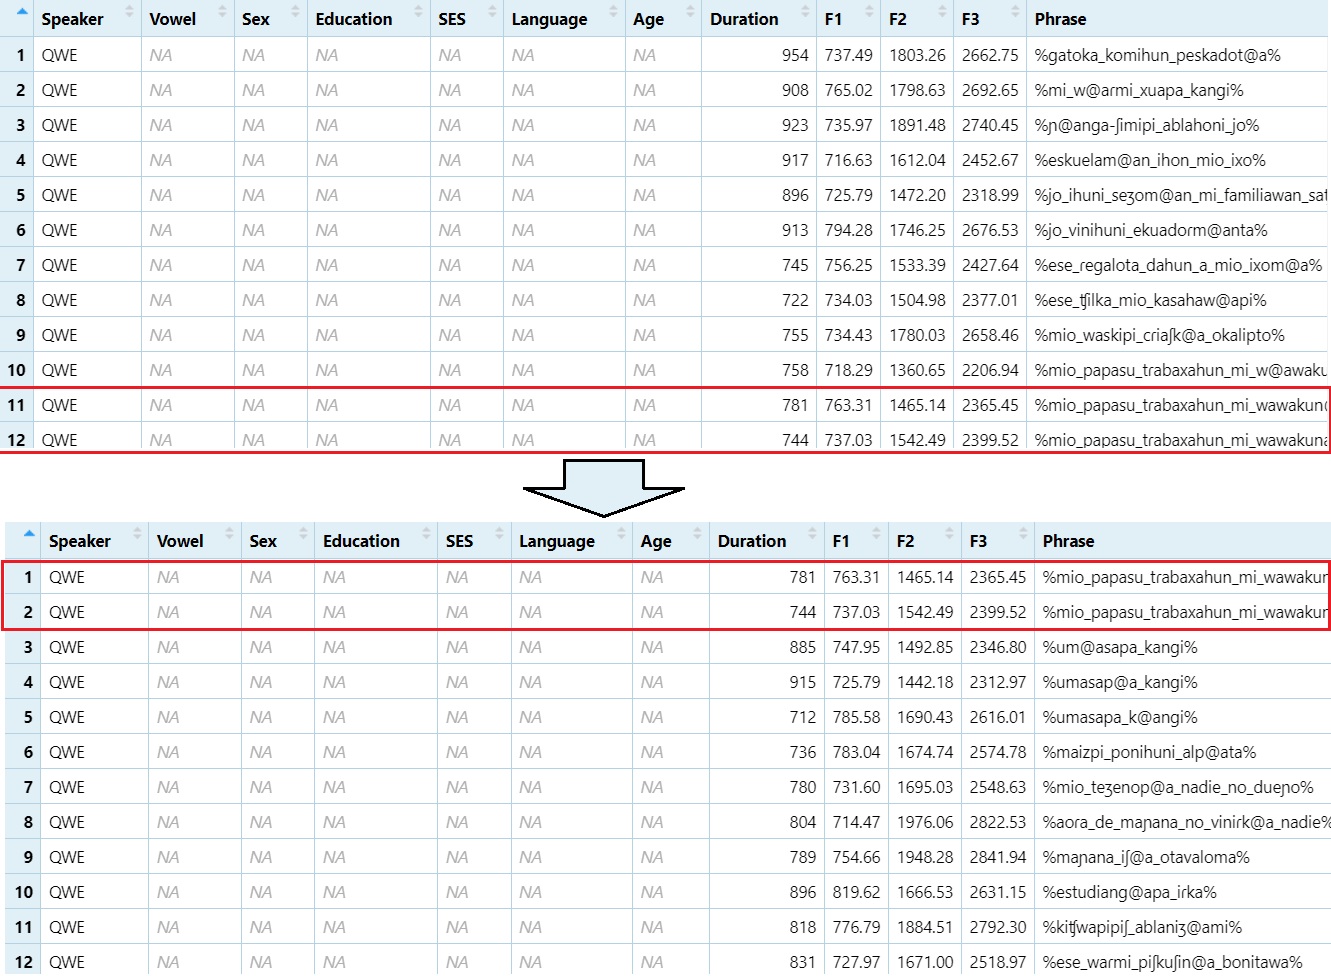 Speaker Vowel Sex Education SES Language Age Duration F1 F2 F3 Phrase
1 QWE NA NA NA NA NA NA 954 737.49 1803.26 2662.75 %gatoka_komihun_peskadot@a%
2 QWE NA NA NA NA NA NA 908 765.02 1798.63 2692.65 %mi_w@armi_xuapa_kangi%
3 QWE NA NA NA NA NA NA 923 735.97 1891.48 2740.45 %ɲ@anga-ʃimipi_ablahoni_jo%
4 QWE NA NA NA NA NA NA 917 716.63 1612.04 2452.67 %eskuelam@an_ihon_mio_ixo%
5 QWE NA NA NA NA NA NA 896 725.79 1472.20 2318.99 %jo_ihuni_seʒom@an_mi_familiawan_sat
6 QWE NA NA NA NA NA NA 913 794.28 1746.25 2676.53 %jo_vinihuni_ekuadoɾm@anta%
7 QWE NA NA NA NA NA NA 745 756.25 1533.39 2427.64 %ese_ɾegalota_dahun_a_mio_ixom@a%
8 QWE NA NA NA NA NA NA 722 734.03 1504.98 2377.01 %ese_ʧilka_mio_kasahaw@api%
9 QWE NA NA NA NA NA NA 755 734.43 1780.03 2658.46 %mio_waskipi_cɾiaʃk@a_okalipto%
10 QWE NA NA NA NA NA NA 758 718.29 1360.65 2206.94 %mio_papasu_tɾabaxahun_mi_w@awaku
11 QWE NA NA NA NA NA NA 781 763.31 1465.14 2365.45 %mio_papasu_tɾabaxahun_mi_wawakun@
12 QWE NA NA NA NA NA NA 744 737.03 1542.49 2399.52 %mio_papasu_tɾabaxahun_mi_wawakuna
Speaker Vowel Sex Education SES Language Age Duration F1 F2 F3 Phrase
1 QWE NA NA NA NA NA NA 781 763.31 1465.14 2365.45 %mio_papasu_tɾabaxahun_mi_wawakun
2 QWE NA NA NA NA NA NA 744 737.03 1542.49 2399.52 %mio_papasu_tɾabaxahun_mi_wawakun
3 QWE NA NA NA NA NA NA 885 747.95 1492.85 2346.80 %um@asapa_kangi%
4 QWE NA NA NA NA NA NA 915 725.79 1442.18 2312.97 %umasap@a_kangi%
5 QWE NA NA NA NA NA NA 712 785.58 1690.43 2616.01 %umasapa_k@angi%
6 QWE NA NA NA NA NA NA 736 783.04 1674.74 2574.78 %maizpi_ponihuni_alp@ata%
7 QWE NA NA NA NA NA NA 780 731.60 1695.03 2548.63 %mio_teʒenop@a_nadie_no_dueɲo%
8 QWE NA NA NA NA NA NA 804 714.47 1976.06 2822.53 %aoɾa_de_maɲana_no_viniɾk@a_nadie%
9 QWE NA NA NA NA NA NA 789 754.66 1948.28 2841.94 %maɲana_iʃ@a_otavaloma%
10 QWE NA NA NA NA NA NA 896 819.62 1666.53 2631.15 %estudiang@apa_iɾka%
11 QWE NA NA NA NA NA NA 818 776.79 1884.51 2792.30 %kiʧwapipiʃ_ablaniʒ@ami%
12 QWE NA NA NA NA NA NA 831 727.97 1671.00 2518.97 %ese_waɾmi_piʃkuʃin@a_bonitawa%